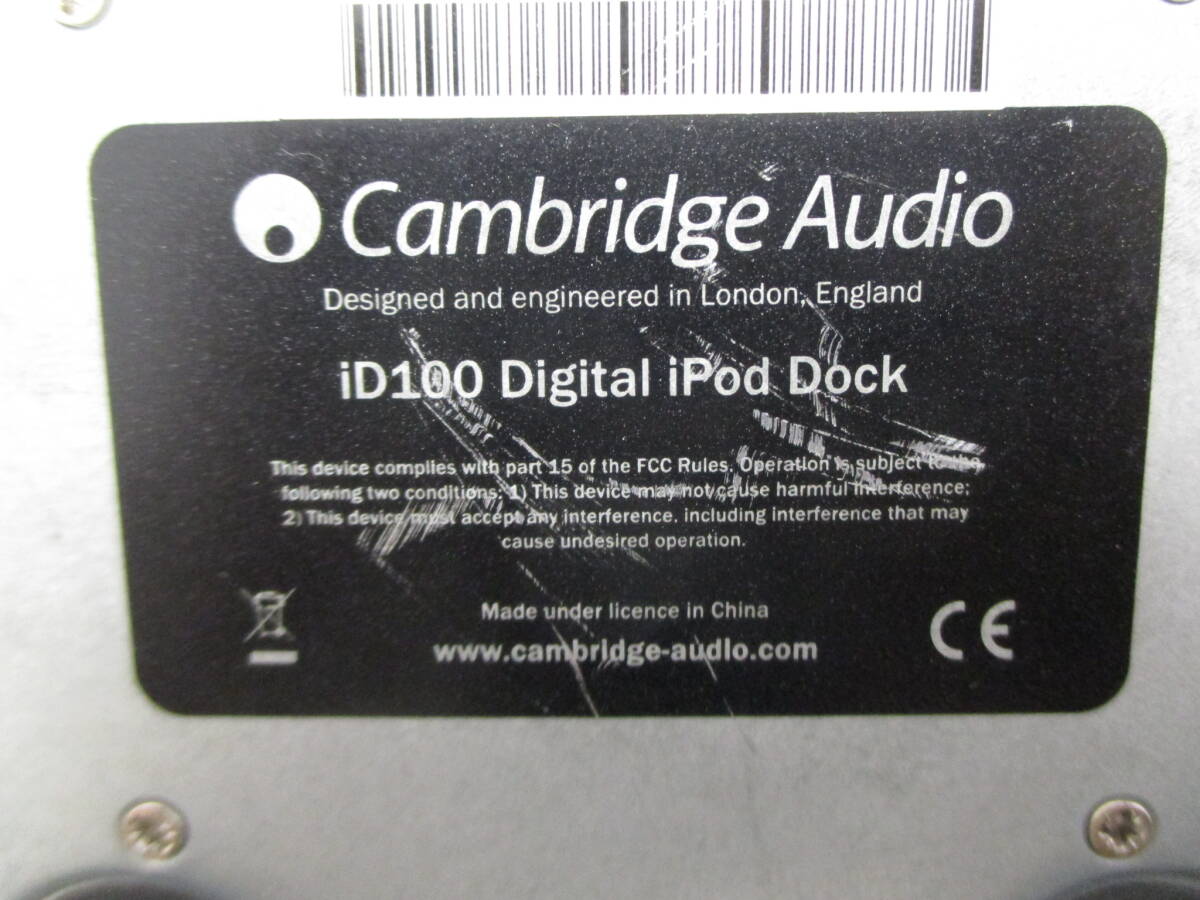 Cambridge Audio
Designed and engineered in London, England
iD100 Digital iPod Dock
This device complies with part 15 of the FCC Rules. Operation is subject to the
following two conditions: 1) This device may not cause harmful interference;
2) This device must accept any interference. including interference that may
cause undesired operation.
Made under licence in China
www.cambridge-audio.com
CE